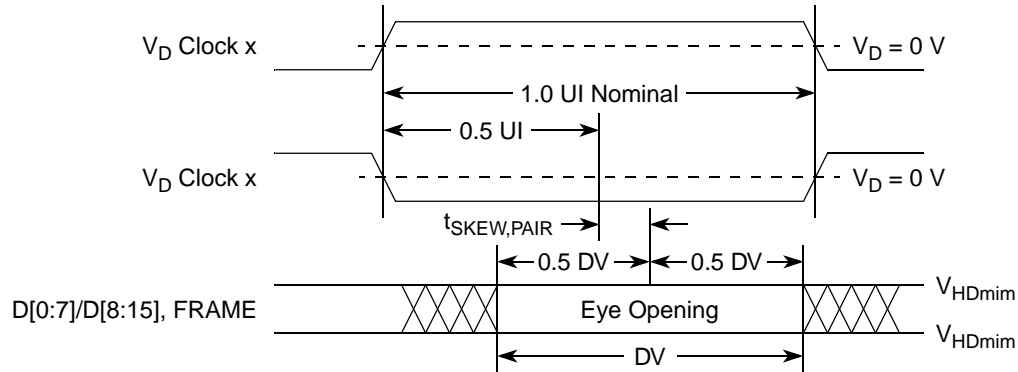 V_D Clock x
V_D = 0 V
1.0 UI Nominal
0.5 UI
V_D Clock x
V_D = 0 V
t_SKEW,PAIR
0.5 DV
0.5 DV
D[0:7]/D[8:15], FRAME
Eye Opening
V_HDmim
V_HDmim
DV